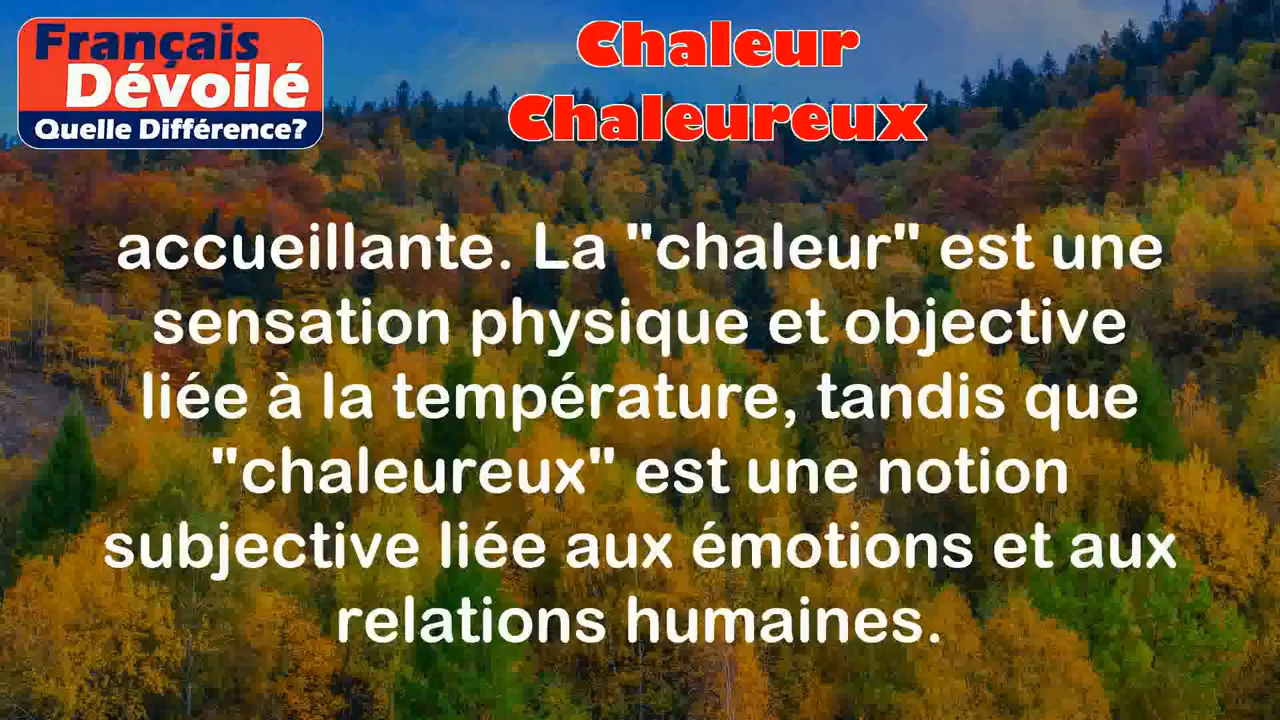 Français
Dévoilé
Quelle Différence?
Chaleur
Chaleureux
accueillante. La "chaleur" est une
sensation physique et objective
liée à la température, tandis que
"chaleureux" est une notion
subjective liée aux émotions et aux
relations humaines.